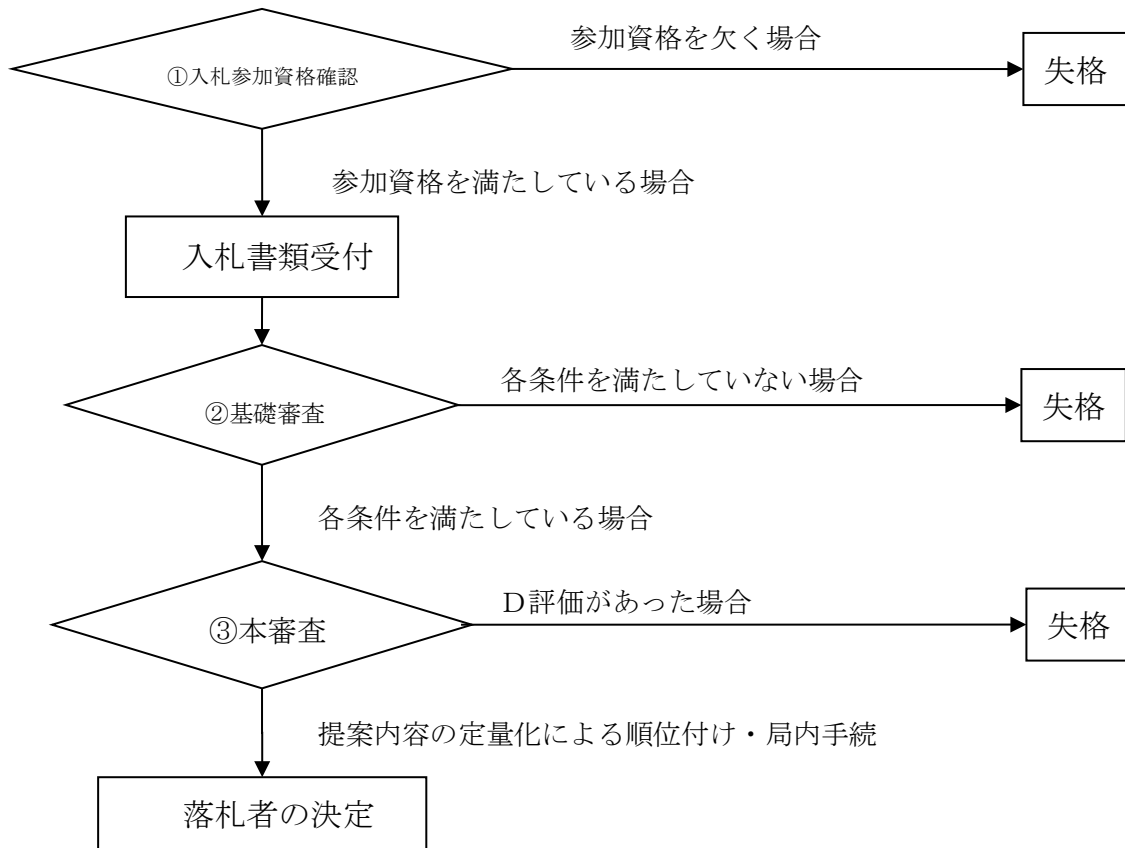 参加資格を欠く場合
①入札参加資格確認
失格
参加資格を満たしている場合
入札書類受付
各条件を満たしていない場合
②基礎審査
失格
各条件を満たしている場合
D評価があった場合
③本審査
失格
提案内容の定量化による順位付け・局内手続
落札者の決定